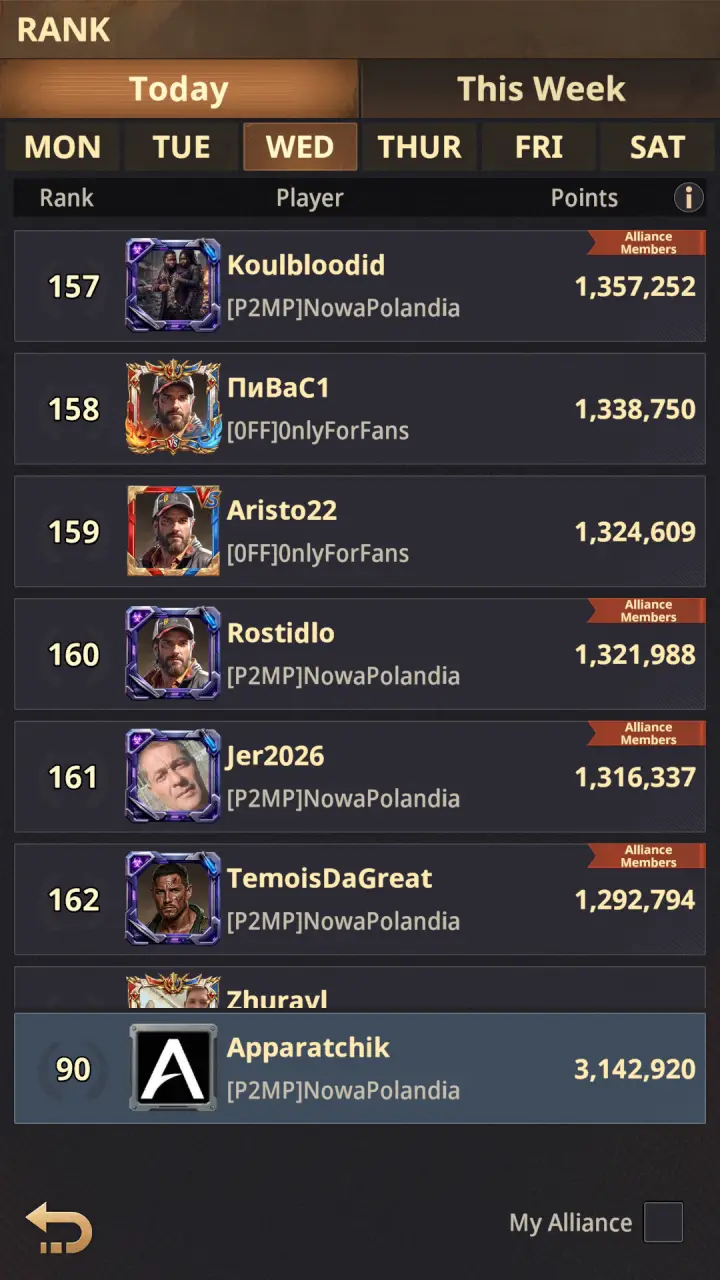 RANK
Today
This Week
MON
TUE
WED
THUR
FRI
SAT
Rank
Player
Points
Alliance
Members
157
Koulbloodid
[P2MP]NowaPolandia
1,357,252
158
ПиВаС1
[0FF]0nlyForFans
1,338,750
159
Aristo22
[0FF]0nlyForFans
1,324,609
Alliance
Members
160
Rostidlo
[P2MP]NowaPolandia
1,321,988
Alliance
Members
161
Jer2026
[P2MP]NowaPolandia
1,316,337
Alliance
Members
162
TemoisDaGreat
[P2MP]NowaPolandia
1,292,794
Zhuravl
90
Apparatchik
[P2MP]NowaPolandia
3,142,920
My Alliance